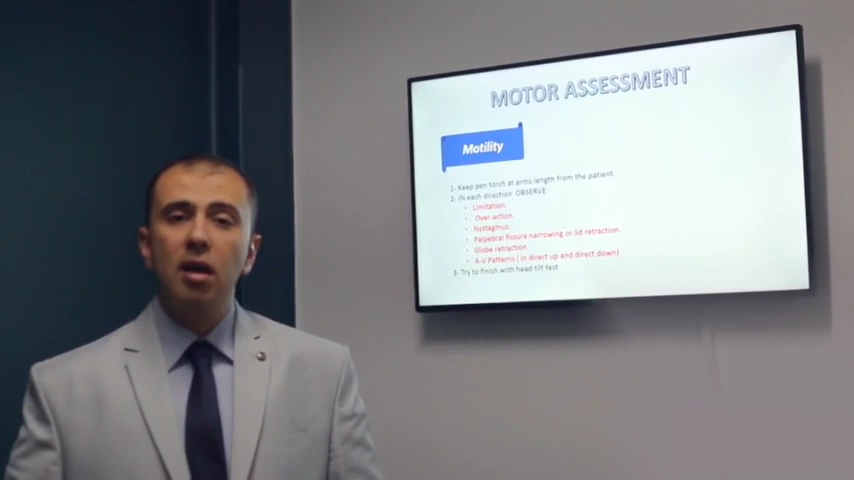 MOTOR ASSESSMENT
Motility
1- Keep pen torch at arms length from the patient.
2- IN each direction OBSERVE:
• Limitation.
• Over-action.
• Nystagmus.
• Palpebral fissure narrowing or lid retraction.
• Globe retraction
• A-V Patterns ( in direct up and direct down)
3- Try to finish with head tilt test